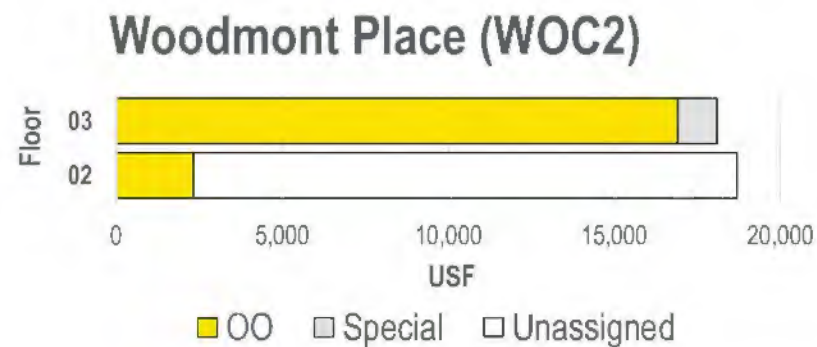 Woodmont Place (WOC2)
Floor
03
02
0 5,000 10,000 15,000 20,000
USF
OO Special Unassigned